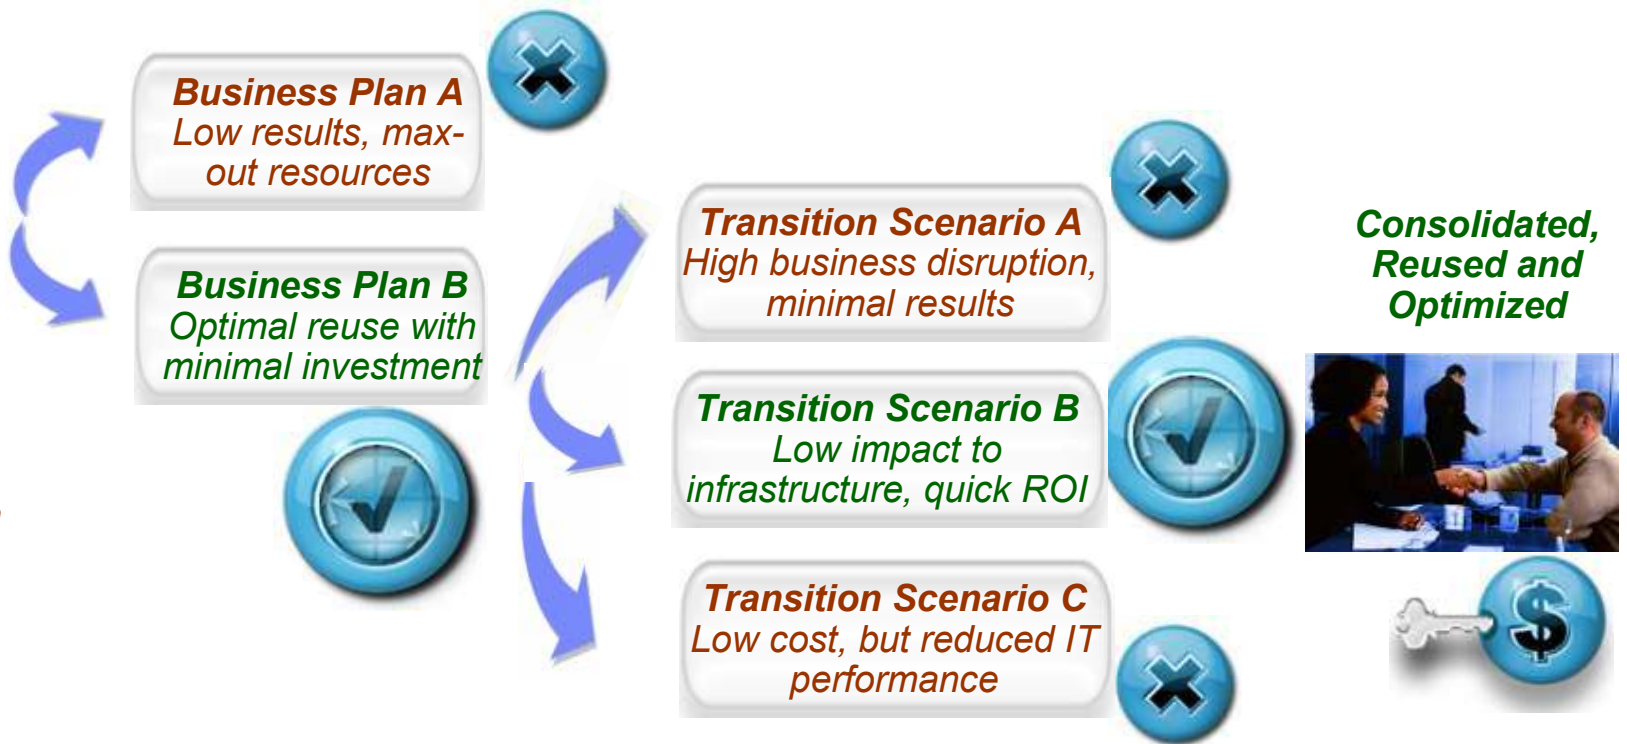 Business Plan A
Low results, max-
out resources
Business Plan B
Optimal reuse with
minimal investment
Transition Scenario A
High business disruption,
minimal results
Transition Scenario B
Low impact to
infrastructure, quick ROI
Transition Scenario C
Low cost, but reduced IT
performance
Consolidated,
Reused and
Optimized
$